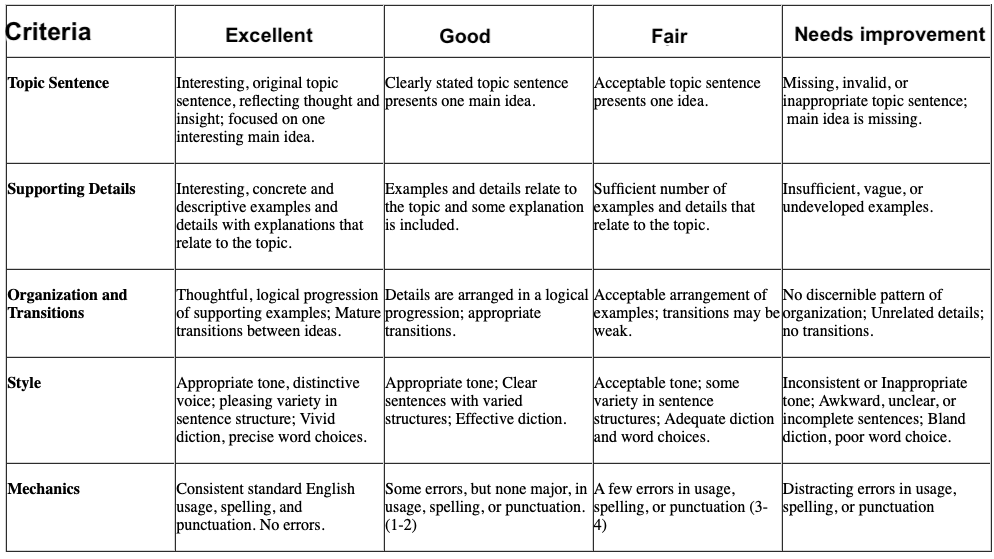 Criteria
Excellent
Good
Fair
Needs improvement
Topic Sentence
Interesting, original topic
sentence, reflecting thought and
insight; focused on one
interesting main idea.
Clearly stated topic sentence
presents one main idea.
Acceptable topic sentence
presents one idea.
Missing, invalid, or
inappropriate topic sentence;
main idea is missing.
Supporting Details
Interesting, concrete and
descriptive examples and
details with explanations that
relate to the topic.
Examples and details relate to
the topic and some explanation
is included.
Sufficient number of
examples and details that
relate to the topic.
Insufficient, vague, or
undeveloped examples.
Organization and
Transitions
Thoughtful, logical progression
of supporting examples; Mature
transitions between ideas.
Details are arranged in a logical
progression; appropriate
transitions.
Acceptable arrangement of
examples; transitions may be
weak.
No discernible pattern of
organization; Unrelated details;
no transitions.
Style
Appropriate tone, distinctive
voice; pleasing variety in
sentence structure; Vivid
diction, precise word choices.
Appropriate tone; Clear
sentences with varied
structures; Effective diction.
Acceptable tone; some
variety in sentence
structures; Adequate diction
and word choices.
Inconsistent or Inappropriate
tone; Awkward, unclear, or
incomplete sentences; Bland
diction, poor word choice.
Mechanics
Consistent standard English
usage, spelling, and
punctuation. No errors.
Some errors, but none major, in
usage, spelling, or punctuation.
(1-2)
A few errors in usage,
spelling, or punctuation (3-
4)
Distracting errors in usage,
spelling, or punctuation